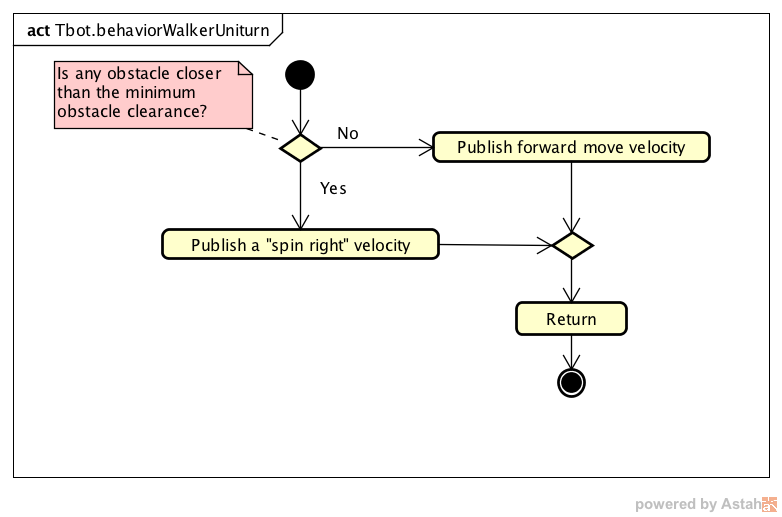 act Tbot.behaviorWalkerUniturn
Is any obstacle closer
than the minimum
obstacle clearance?
No
Publish forward move velocity
Yes
Publish a "spin right" velocity
Return
powered by Astah